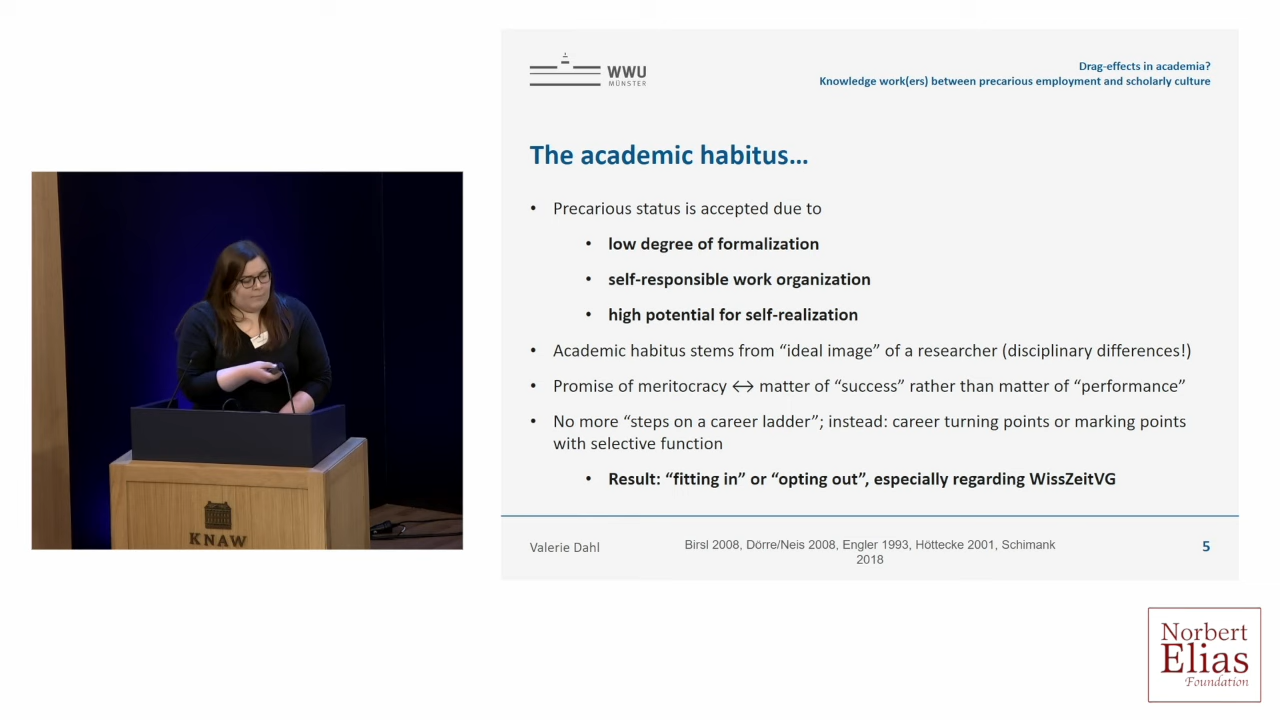 WWU
MÜNSTER
Drag-effects in academia?
Knowledge work(ers) between precarious employment and scholarly culture
The academic habitus…
• Precarious status is accepted due to
• low degree of formalization
• self-responsible work organization
• high potential for self-realization
• Academic habitus stems from “ideal image” of a researcher (disciplinary differences!)
• Promise of meritocracy ↔ matter of “success” rather than matter of “performance”
• No more “steps on a career ladder”; instead: career turning points or marking points
with selective function
• Result: “fitting in” or “opting out”, especially regarding WissZeitVG
Valerie Dahl
Birsl 2008, Dörre/Neis 2008, Engler 1993, Höttecke 2001, Schimank
2018
5
KNAW
Norbert
Elias
Foundation